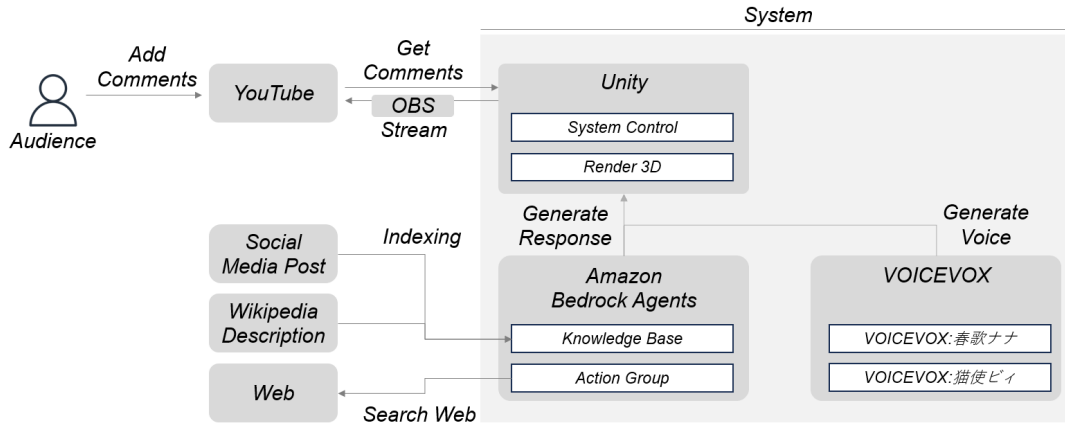 System
Add
Comments
Get
Comments
YouTube
OBS
Stream
Audience
Unity
System Control
Render 3D
Generate
Response
Generate
Voice
Social
Media Post
Indexing
Wikipedia
Description
Web
Search Web
Amazon
Bedrock Agents
Knowledge Base
Action Group
VOICEVOX
VOICEVOX:春歌ナナ
VOICEVOX:猫使ビィ